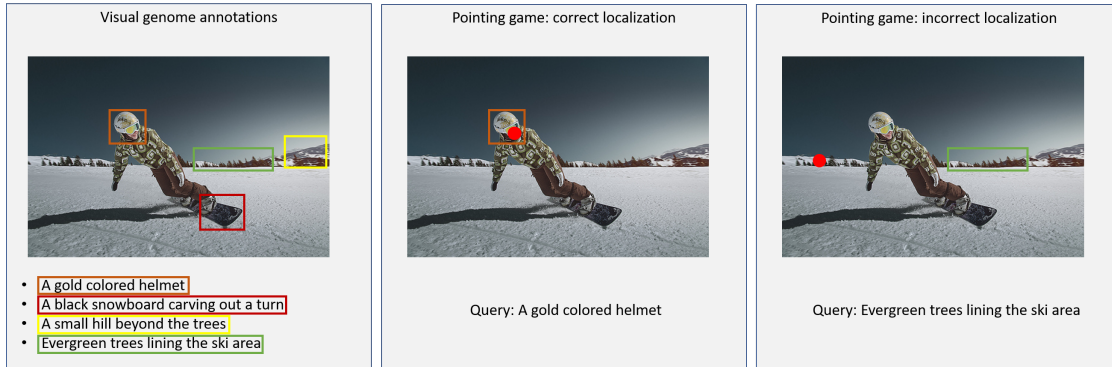 Visual genome annotations
• A gold colored helmet
• A black snowboard carving out a turn
• A small hill beyond the trees
• Evergreen trees lining the ski area
Pointing game: correct localization
Query: A gold colored helmet
Pointing game: incorrect localization
Query: Evergreen trees lining the ski area